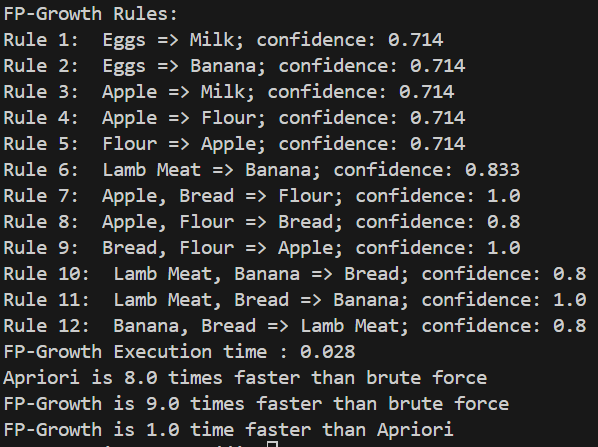 FP-Growth Rules:
Rule 1:  Eggs => Milk; confidence: 0.714
Rule 2:  Eggs => Banana; confidence: 0.714
Rule 3:  Apple => Milk; confidence: 0.714
Rule 4:  Apple => Flour; confidence: 0.714
Rule 5:  Flour => Apple; confidence: 0.714
Rule 6:  Lamb Meat => Banana; confidence: 0.833
Rule 7:  Apple, Bread => Flour; confidence: 1.0
Rule 8:  Apple, Flour => Bread; confidence: 0.8
Rule 9:  Bread, Flour => Apple; confidence: 1.0
Rule 10:  Lamb Meat, Banana => Bread; confidence: 0.8
Rule 11:  Lamb Meat, Bread => Banana; confidence: 1.0
Rule 12:  Banana, Bread => Lamb Meat; confidence: 0.8
FP-Growth Execution time : 0.028
Apriori is 8.0 times faster than brute force
FP-Growth is 9.0 times faster than brute force
FP-Growth is 1.0 time faster than Apriori